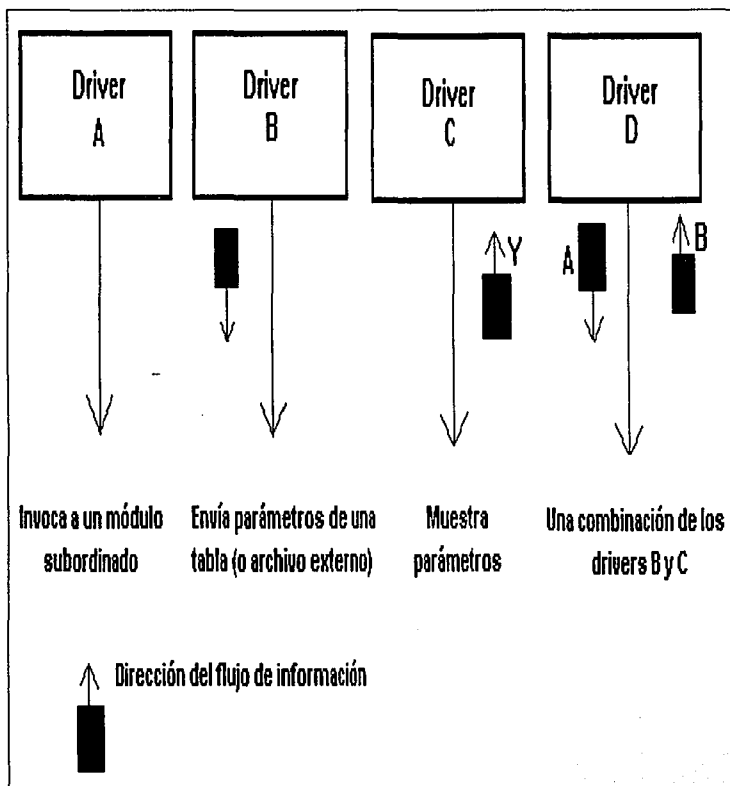 Driver
A
Driver
B
Driver
C
Driver
D
Y
A
B
Invoca a un módulo
subordinado
Envía parámetros de una
tabla (o archivo externo)
Muestra
parámetros
Una combinación de los
drivers B y C
Dirección del flujo de información